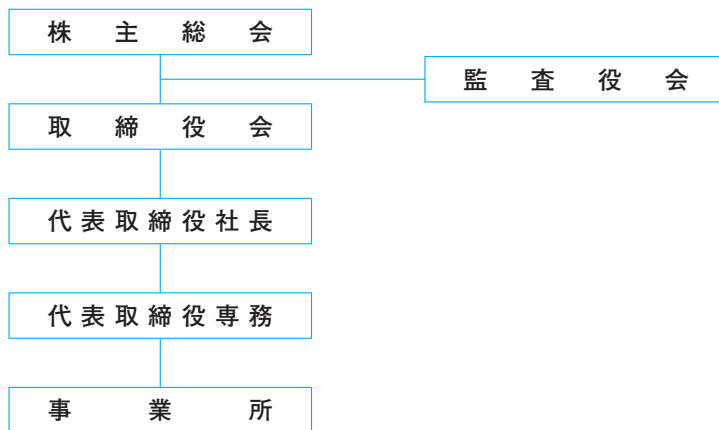 株主総会
監査役会
取締役会
代表取締役社長
代表取締役専務
事業所